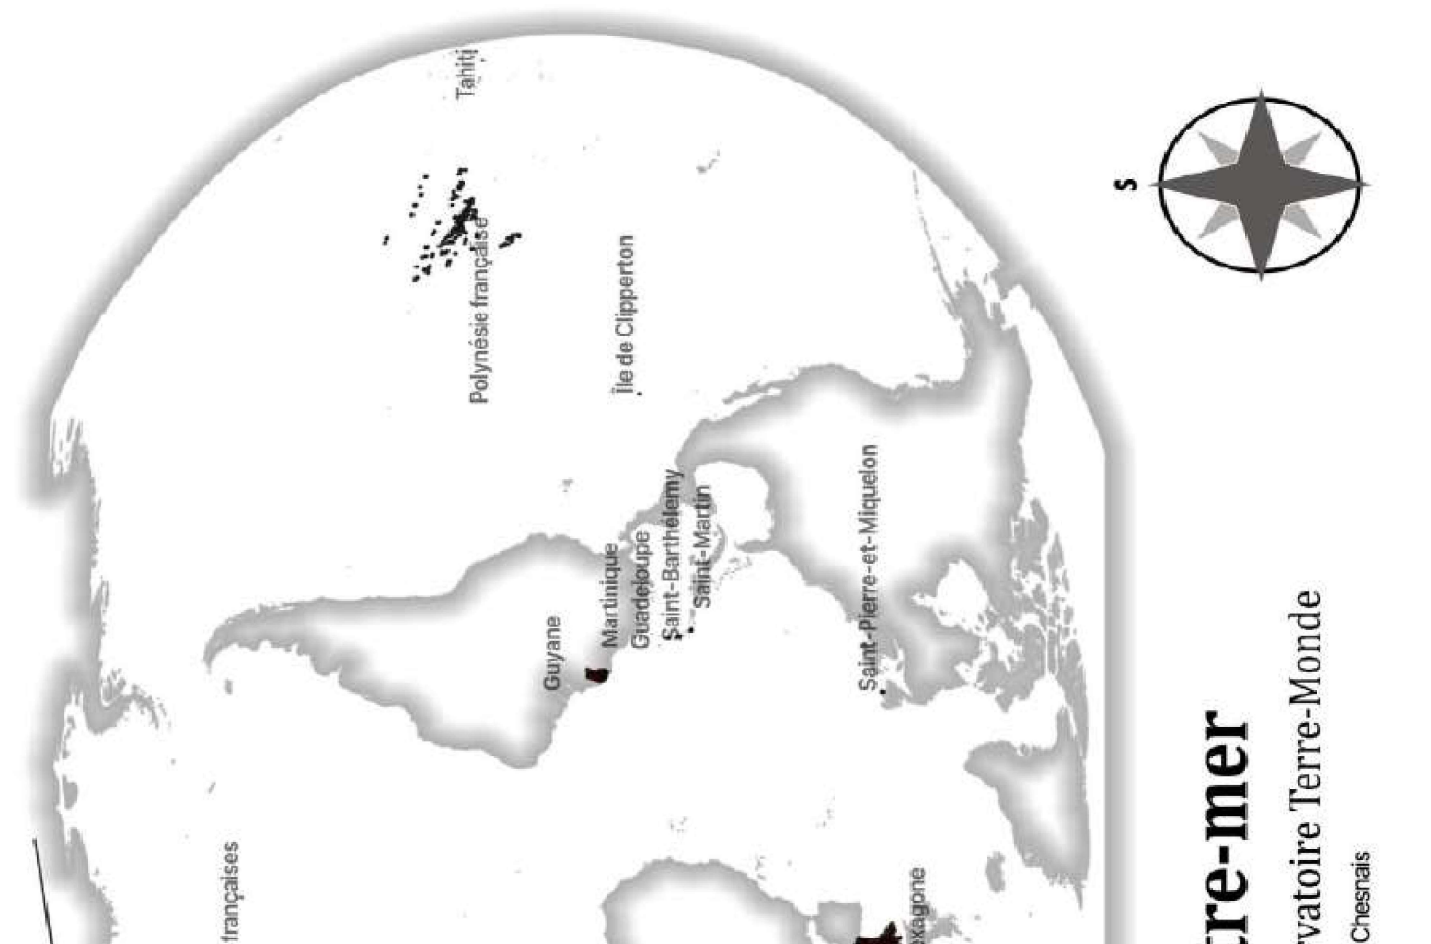 Tahiti
Polynésie française
Île de Clipperton
Guyane
Martinique
Guadeloupe
Saint-Barthélemy
Saint-Martin
Saint-Pierre-et-Miquelon
françaises
exagone
S
tre-mer
rvatoire Terre-Monde
Chesnais